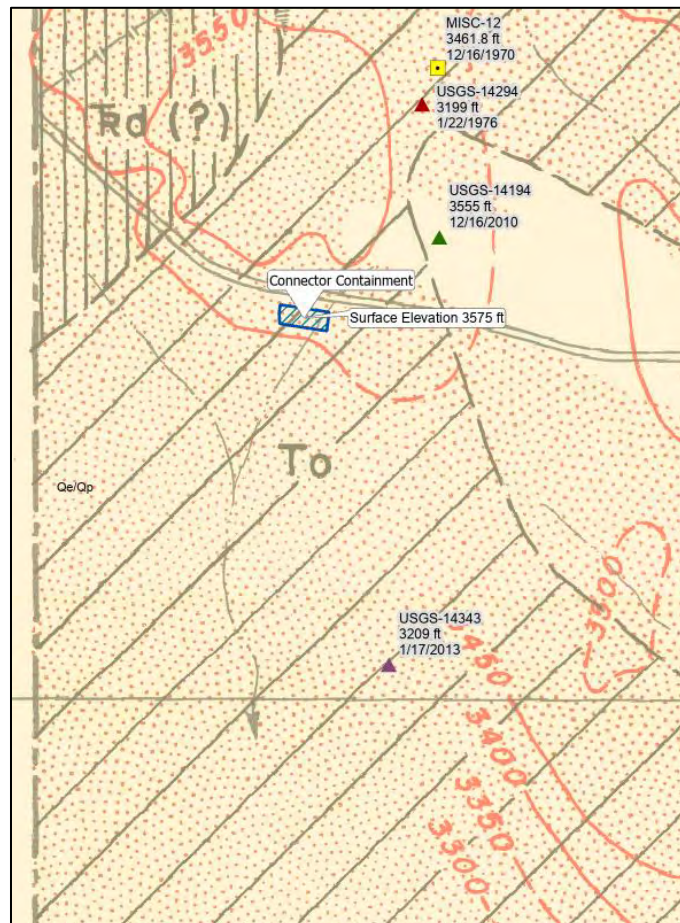 MISC-12
3461.8 ft
12/16/1970
3550
USGS-14294
3199 ft
1/22/1976
Rd (?)
USGS-14194
3555 ft
12/16/2010
Connector Containment
Surface Elevation 3575 ft
To
Qe/Qp
3500
USGS-14343
3209 ft
1/17/2013
3450
3400
3350
3300